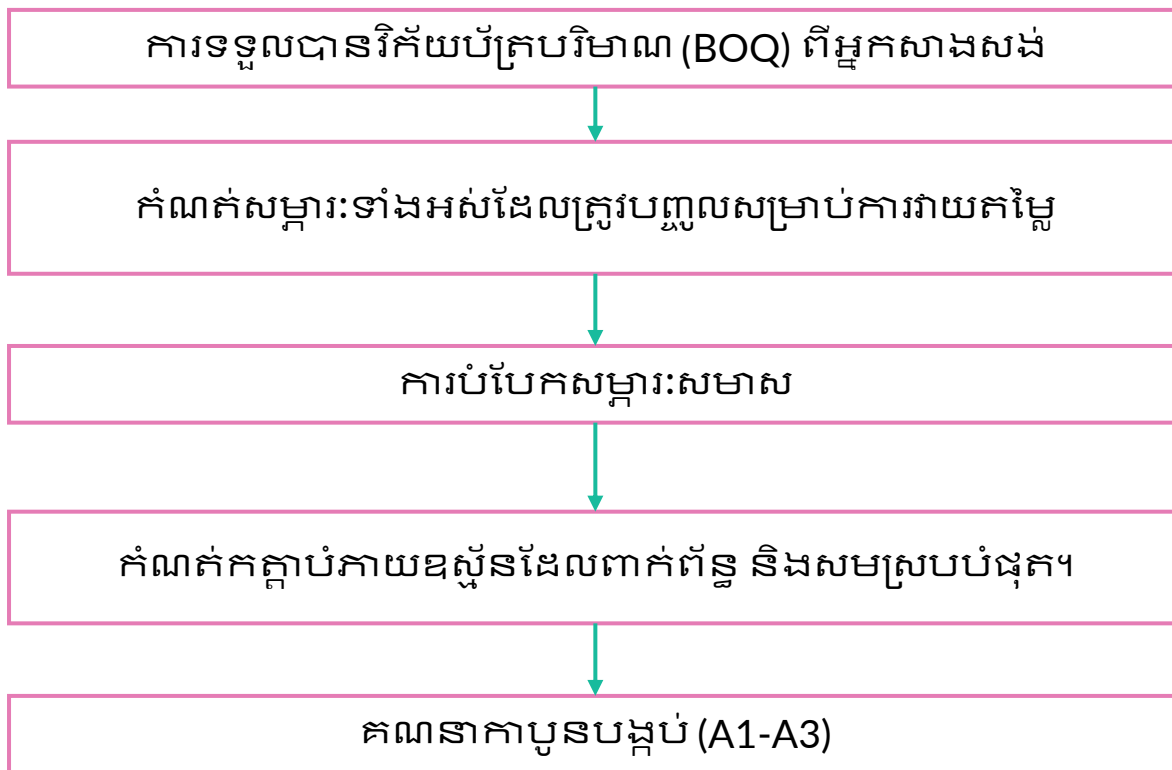 ការទទួលបានវិក័យប័ត្របរិមាណ (BOQ) ពីអ្នកសាងសង់
កំណត់សម្ភារៈទាំងអស់ដែលត្រូវបញ្ចូលសម្រាប់ការវាយតម្លៃ
ការបំបែកសម្ភារៈសមាស
កំណត់កត្តាបំភាយឧស្ម័នដែលពាក់ព័ន្ធ និងសមស្របបំផុត។
គណនាកាបូនបង្កប់ (A1-A3)